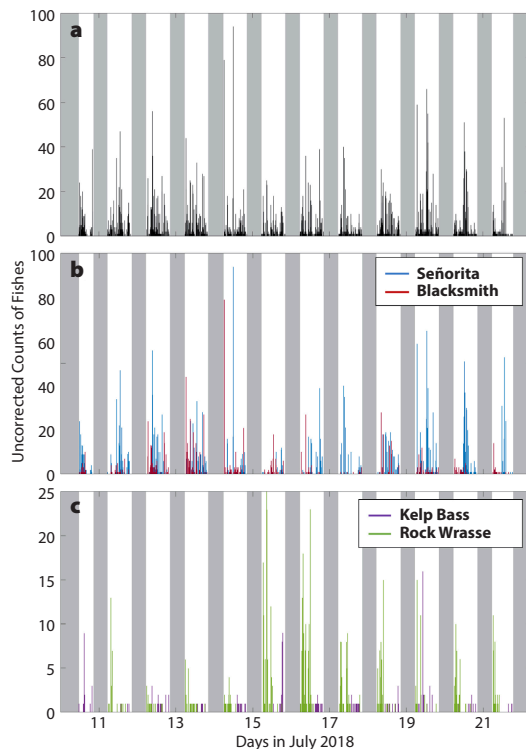 100
a
80
60
40
20
0
100
b
Señorita
Blacksmith
80
60
40
20
0
Uncorrected Counts of Fishes
25
c
Kelp Bass
Rock Wrasse
20
15
10
5
0
11 13 15 17 19 21
Days in July 2018